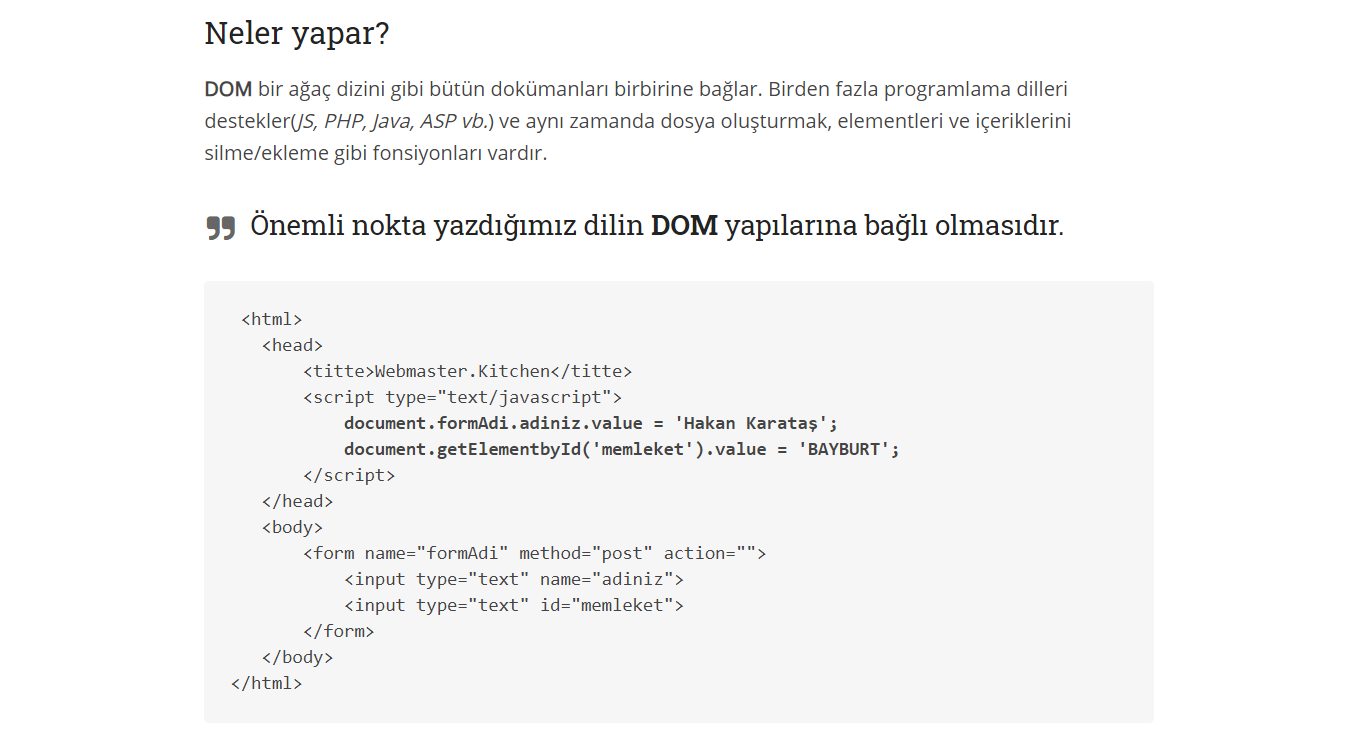 Neler yapar?
DOM bir ağaç dizini gibi bütün dokümanları birbirine bağlar. Birden fazla programlama dilleri
destekler(JS, PHP, Java, ASP vb.) ve aynı zamanda dosya oluşturmak, elementleri ve içeriklerini
silme/ekleme gibi fonsiyonları vardır.
Önemli nokta yazdığımız dilin DOM yapılarına bağlı olmasıdır.
<html>
<head>
<titte>Webmaster.Kitchen</titte>
<script type="text/javascript">
document.formAdi.adiniz.value = 'Hakan Karataş';
document.getElementbyId('memleket').value = 'BAYBURT';
</script>
</head>
<body>
<form name="formAdi" method="post" action="">
<input type="text" name="adiniz">
<input type="text" id="memleket">
</form>
</body>
</html>